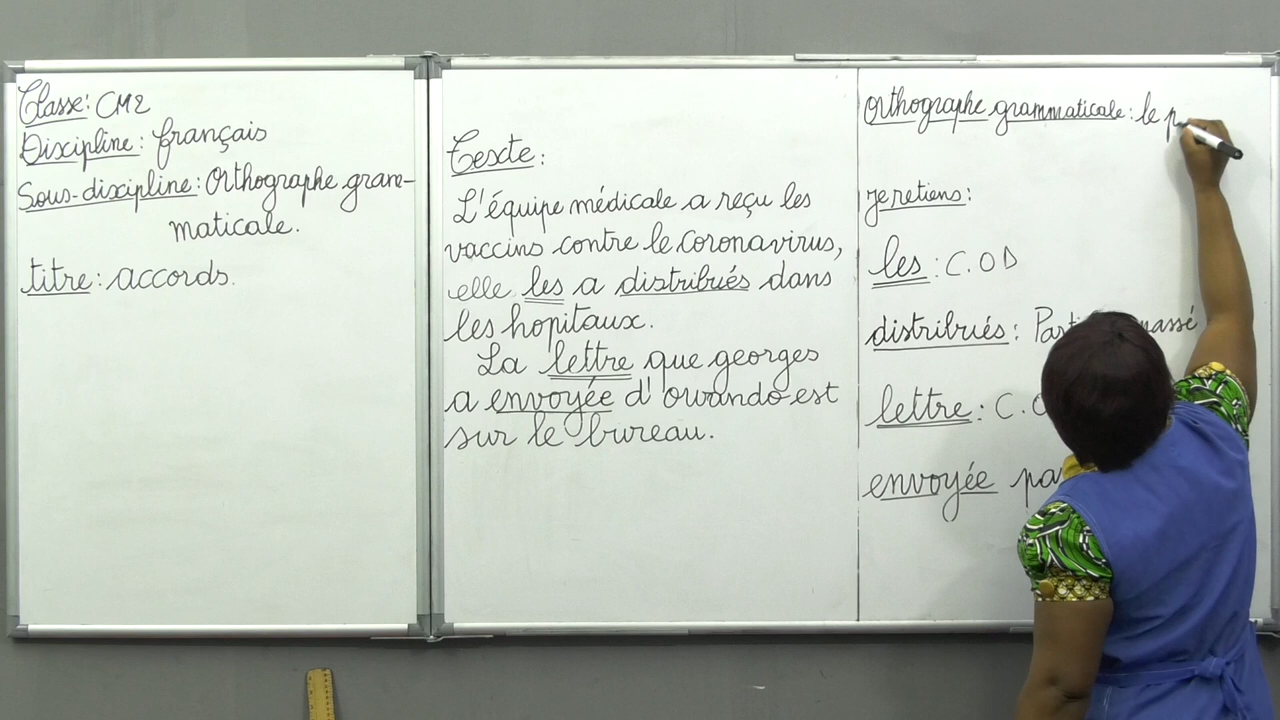 Classe: CM2
Discipline: français
Sous-discipline: Orthographe gram-
maticale.
titre: accords.
Texte:
L'équipe médicale a reçu les
vaccins contre le coronavirus,
elle les a distribués dans
les hopitaux.
La lettre que georges
a envoyée d'owando est
sur le bureau.
Orthographe grammaticale: le p
je retiens:
les: C.OD
distribués: passé
lettre: C.
envoyée